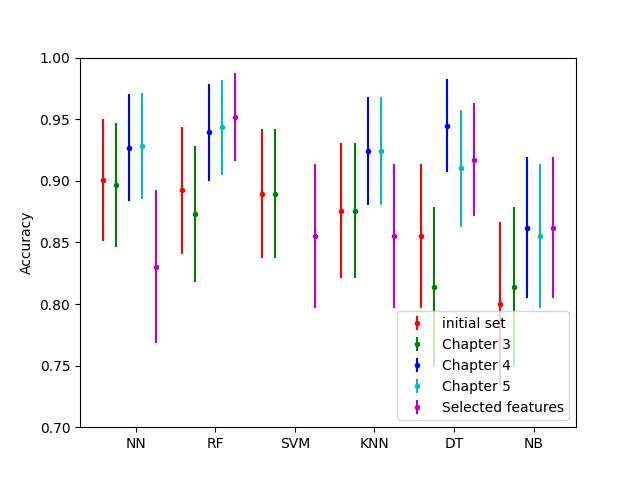 1.00
0.95
0.90
0.85
0.80
0.75
0.70
Accuracy
initial set
Chapter 3
Chapter 4
Chapter 5
Selected features
NN RF SVM KNN DT NB